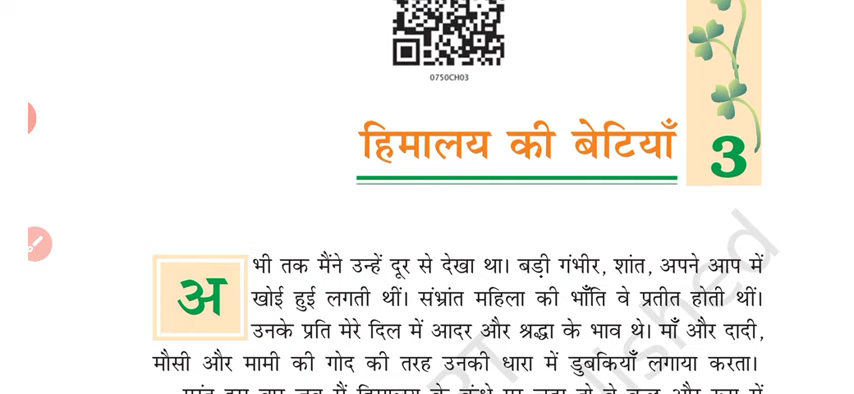 0750CH03
हिमालय की बेटियाँ
3
अभी तक मैंने उन्हें दूर से देखा था। बड़ी गंभीर, शांत, अपने आप में
खोई हुई लगती थीं। संभ्रांत महिला की भाँति वे प्रतीत होती थीं।
उनके प्रति मेरे दिल में आदर और श्रद्धा के भाव थे। माँ और दादी,
मौसी और मामी की गोद की तरह उनकी धारा में डुबकियाँ लगाया करता।